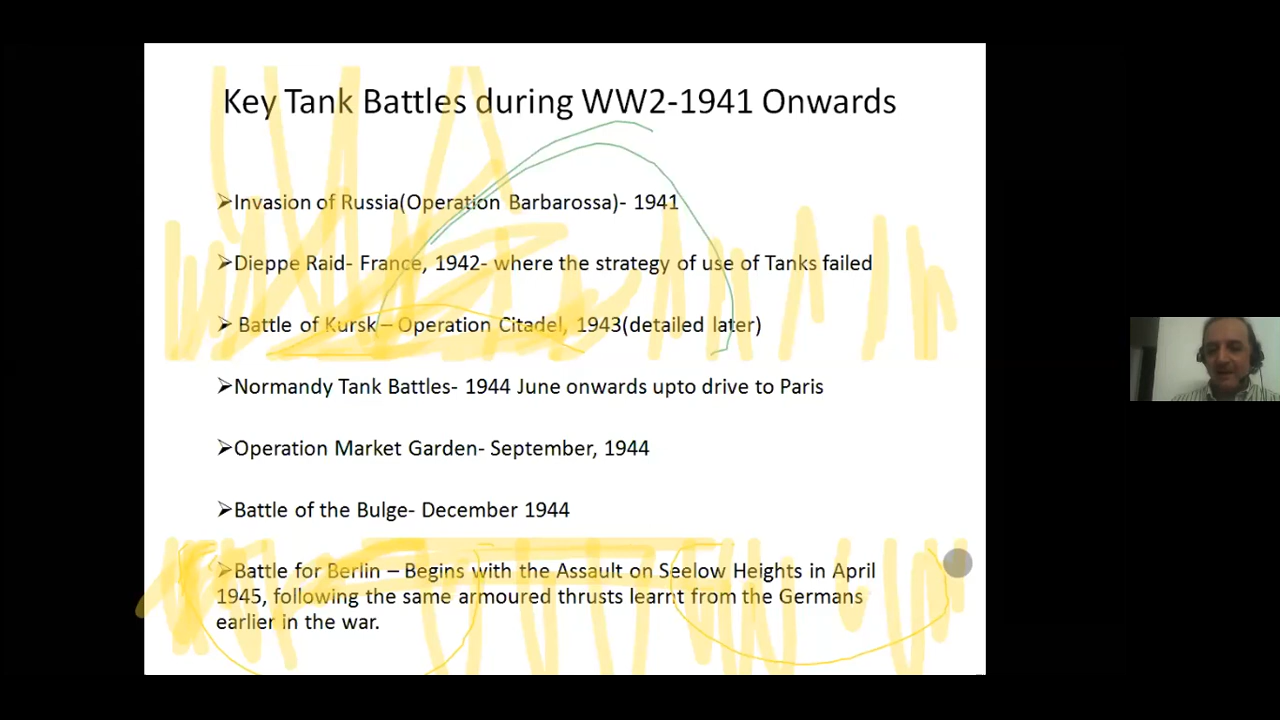 Key Tank Battles during WW2-1941 Onwards
➢Invasion of Russia(Operation Barbarossa)- 1941
➢Dieppe Raid- France, 1942- where the strategy of use of Tanks failed
➢ Battle of Kursk – Operation Citadel, 1943(detailed later)
➢Normandy Tank Battles- 1944 June onwards upto drive to Paris
➢Operation Market Garden- September, 1944
➢Battle of the Bulge- December 1944
➢Battle for Berlin – Begins with the Assault on Seelow Heights in April
1945, following the same armoured thrusts learnt from the Germans
earlier in the war.